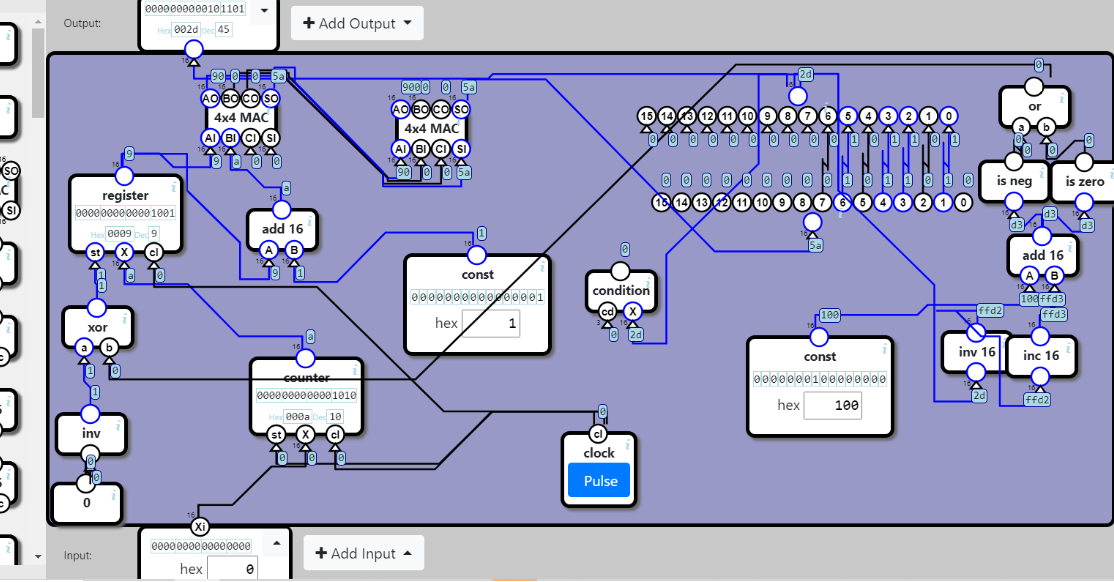 0000000000101101
Output:
Hex 002d Dec 45
Add Output
16
90 0 0 5a
AO BO CO SO
4x4 MAC
AI BI CI SI
9 a 0 0
9000 0 5a
AO BO CO SO
4x4 MAC
AI BI CI SI
90 0 0 5a
2d
15 14 13 12 11 10 9 8 7 6 5 4 3 2 1 0
0 0 0 0 0 0 0 0 0 0 1 0 1 1 0 1
0 0 0 0 0 0 0 0 0 1 0 1 1 0 1 0
15 14 13 12 11 10 9 8 7 6 5 4 3 2 1 0
5a
0
or
a b
0 0
is neg
is zero
d3 d3 d3
add 16
A B
100 ffd3
9
register
0000000000001001
Hex 0009 Dec 9
st X cl
1 a 0
a
add 16
A B
9 1
1
const
0000000000000001
hex 1
0
condition
cd X
0 2d
100
const
0000000100000000
hex 100
ffd2
inv 16
2d
ffd3
inc 16
ffd2
1
xor
a b
1 0
1
inv
0
0
0
a
counter
0000000000001010
Hex 000a Dec 10
st X cl
0 0 0
0
cl
clock
Pulse
16
Xi
Input:
0000000000000000
hex 0
Add Input